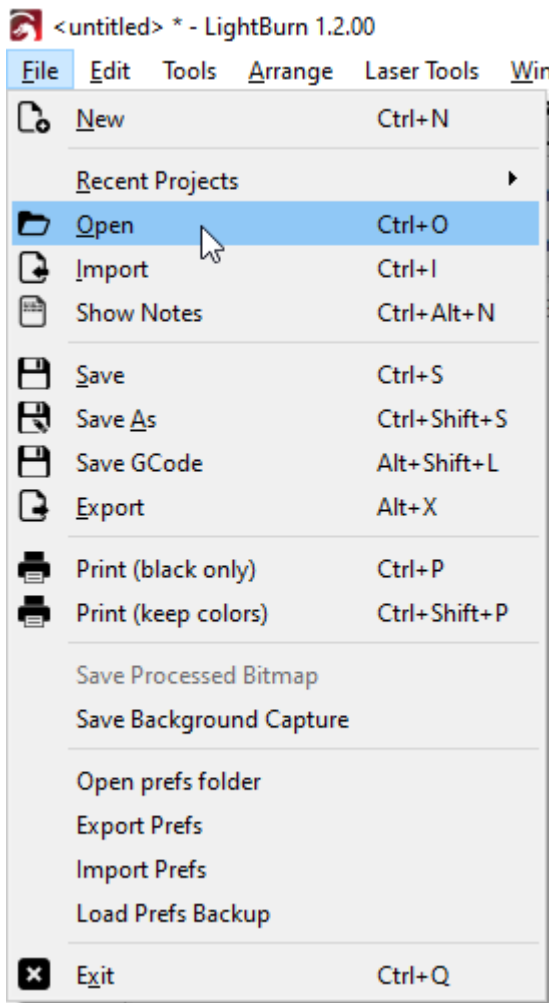 <untitled> * - LightBurn 1.2.00
File Edit Tools Arrange Laser Tools
New Ctrl+N
Recent Projects
Open Ctrl+O
Import Ctrl+I
Show Notes Ctrl+Alt+N
Save Ctrl+S
Save As Ctrl+Shift+S
Save GCode Alt+Shift+L
Export Alt+X
Print (black only) Ctrl+P
Print (keep colors) Ctrl+Shift+P
Save Processed Bitmap
Save Background Capture
Open prefs folder
Export Prefs
Import Prefs
Load Prefs Backup
Exit Ctrl+Q